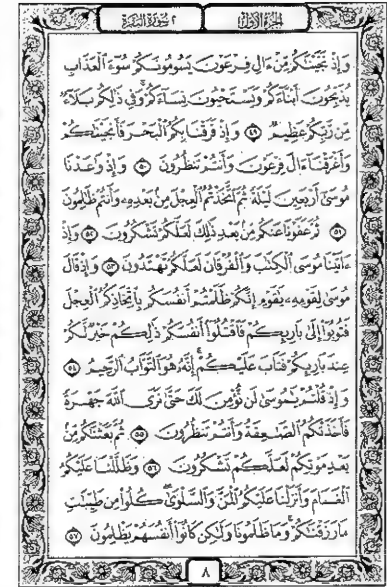 الجزء الأول
٢ سورة البقرة
وَإِذْ نَجَّيْنَٰكُم مِّنْ ءَالِ فِرْعَوْنَ يَسُومُونَكُمْ سُوٓءَ ٱلْعَذَابِ
يُذَبِّحُونَ أَبْنَآءَكُمْ وَيَسْتَحْيُونَ نِسَآءَكُمْ وَفِى ذَٰلِكُم بَلَآءٌ
مِّن رَّبِّكُمْ عَظِيمٌ ٤٩ وَإِذْ فَرَقْنَا بِكُمُ ٱلْبَحْرَ فَأَنجَيْنَٰكُمْ
وَأَغْرَقْنَآ ءَالَ فِرْعَوْنَ وَأَنتُمْ تَنظُرُونَ ٥٠ وَإِذْ وَٰعَدْنَا
مُوسَىٰٓ أَرْبَعِينَ لَيْلَةً ثُمَّ ٱتَّخَذْتُمُ ٱلْعِجْلَ مِنۢ بَعْدِهِۦ وَأَنتُمْ ظَٰلِمُونَ
٥١ ثُمَّ عَفَوْنَا عَنكُم مِّنۢ بَعْدِ ذَٰلِكَ لَعَلَّكُمْ تَشْكُرُونَ ٥٢ وَإِذْ
ءَاتَيْنَا مُوسَى ٱلْكِتَٰبَ وَٱلْفُرْقَانَ لَعَلَّكُمْ تَهْتَدُونَ ٥٣ وَإِذْ قَالَ
مُوسَىٰ لِقَوْمِهِۦ يَٰقَوْمِ إِنَّكُمْ ظَلَمْتُمْ أَنفُسَكُم بِٱتِّخَاذِكُمُ ٱلْعِجْلَ
فَتُوبُوٓا۟ إِلَىٰ بَارِئِكُمْ فَٱقْتُلُوٓا۟ أَنفُسَكُمْ ذَٰلِكُمْ خَيْرٌ لَّكُمْ
عِندَ بَارِئِكُمْ فَتَابَ عَلَيْكُمْ إِنَّهُۥ هُوَ ٱلتَّوَّابُ ٱلرَّحِيمُ ٥٤
وَإِذْ قُلْتُمْ يَٰمُوسَىٰ لَن نُّؤْمِنَ لَكَ حَتَّىٰ نَرَى ٱللَّهَ جَهْرَةً
فَأَخَذَتْكُمُ ٱلصَّٰعِقَةُ وَأَنتُمْ تَنظُرُونَ ٥٥ ثُمَّ بَعَثْنَٰكُم مِّنۢ
بَعْدِ مَوْتِكُمْ لَعَلَّكُمْ تَشْكُرُونَ ٥٦ وَظَلَّلْنَا عَلَيْكُمُ
ٱلْغَمَامَ وَأَنزَلْنَا عَلَيْكُمُ ٱلْمَنَّ وَٱلسَّلْوَىٰ كُلُوا۟ مِن طَيِّبَٰتِ
مَا رَزَقْنَٰكُمْ وَمَا ظَلَمُونَا وَلَٰكِن كَانُوٓا۟ أَنفُسَهُمْ يَظْلِمُونَ ٥٧
٨